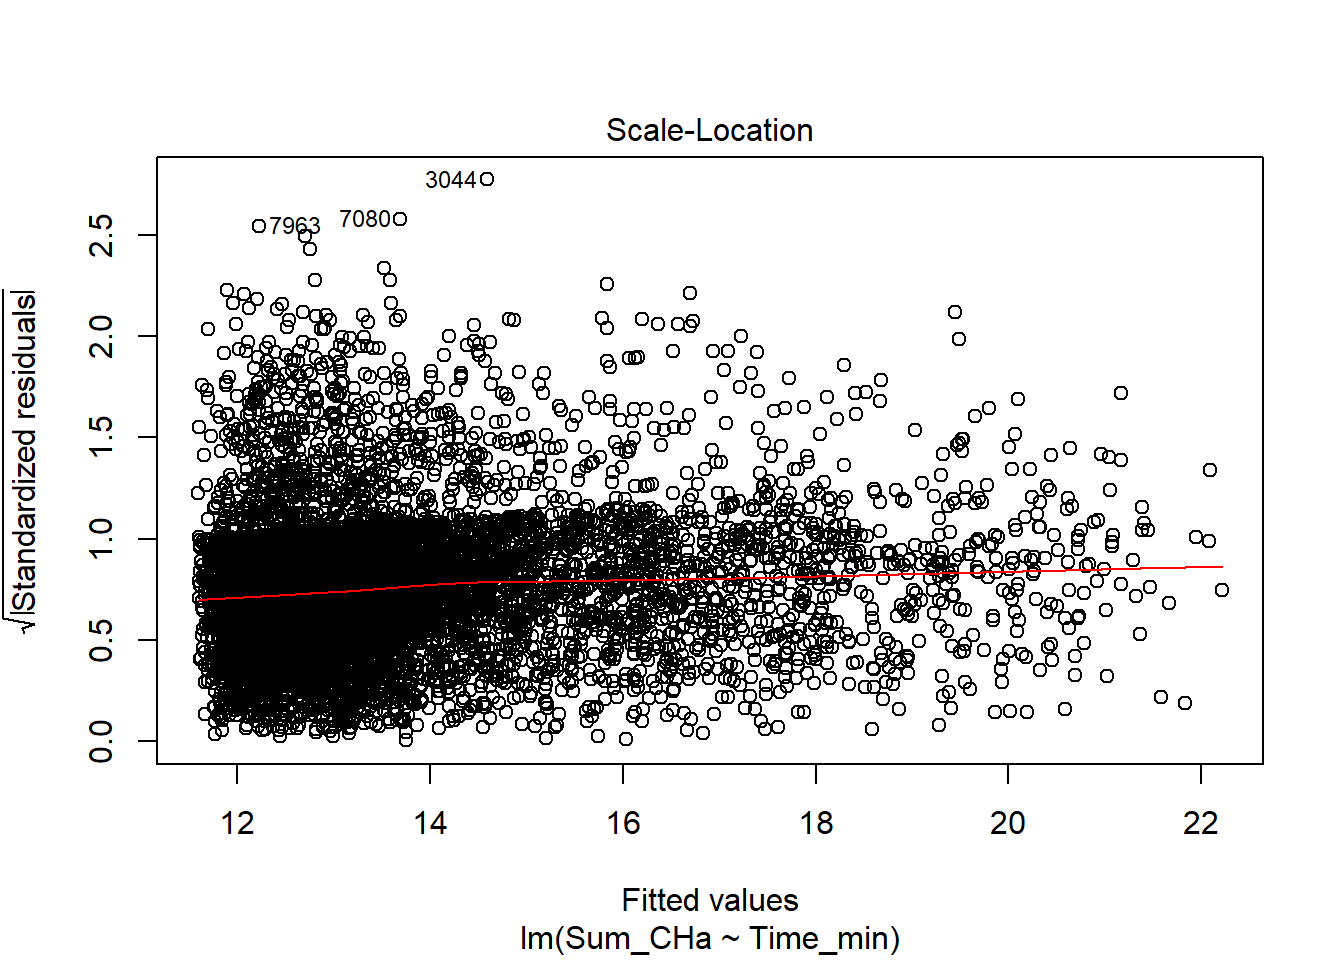 Scale-Location
3044
7963
7080
√|Standardized residuals|
2.5
2.0
1.5
1.0
0.5
0.0
12 14 16 18 20 22
Fitted values
lm(Sum_CHa ~ Time_min)